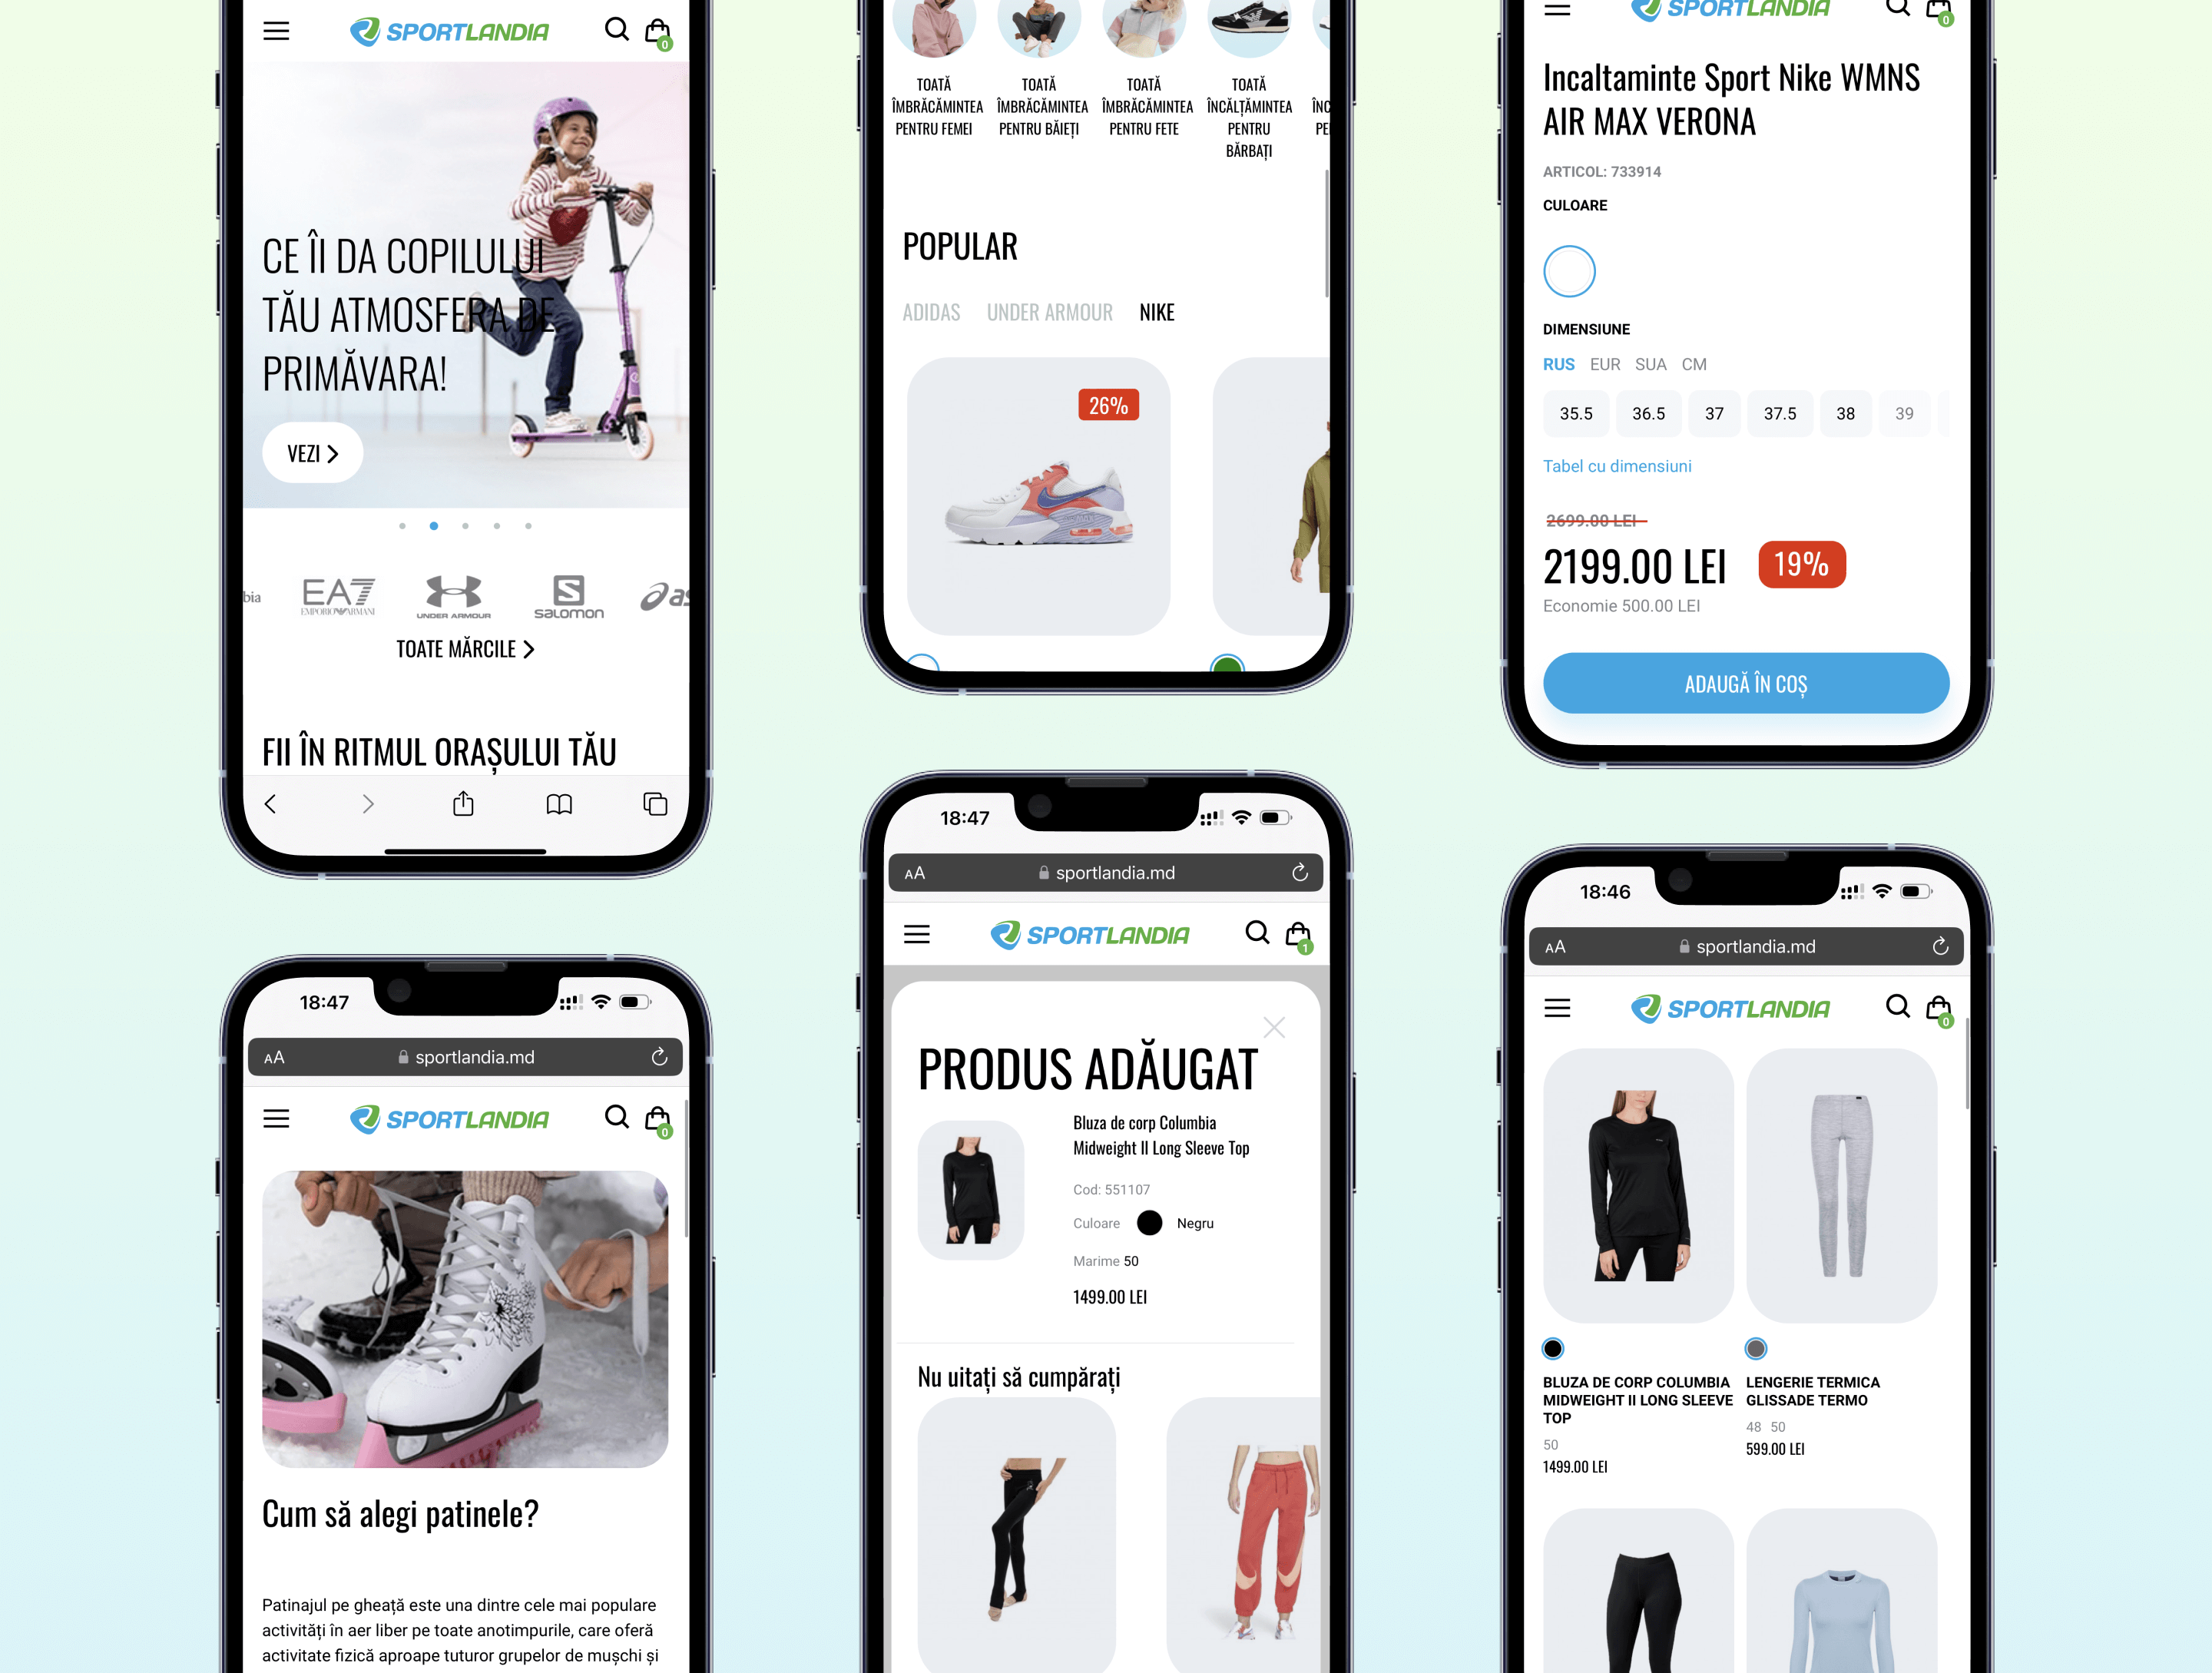 SPORTLANDIA
0
CE ÎI DA COPILULUI
TĂU ATMOSFERA DE
PRIMĂVARA!
VEZI
bia
EA7
EMPORIO ARMANI
UNDER ARMOUR
SALOMON
as
TOATE MĂRCILE
FII ÎN RITMUL ORAȘULUI TĂU
18:47
AA
sportlandia.md
SPORTLANDIA
0
Cum să alegi patinele?
Patinajul pe gheață este una dintre cele mai populare
activități în aer liber pe toate anotimpurile, care oferă
activitate fizică aproape tuturor grupelor de mușchi și
TOATĂ
ÎMBRĂCĂMINTEA
PENTRU FEMEI
TOATĂ
ÎMBRĂCĂMINTEA
PENTRU BĂIEȚI
TOATĂ
ÎMBRĂCĂMINTEA
PENTRU FETE
TOATĂ
ÎNCĂLȚĂMINTEA
PENTRU
BĂRBAȚI
ÎNC
PE
POPULAR
ADIDAS UNDER ARMOUR NIKE
26%
18:47
AA
sportlandia.md
SPORTLANDIA
1
PRODUS ADĂUGAT
Bluza de corp Columbia
Midweight II Long Sleeve Top
Cod: 551107
Culoare Negru
Marime 50
1499.00 LEI
Nu uitați să cumpărați
SPORTLANDIA
0
Incaltaminte Sport Nike WMNS
AIR MAX VERONA
ARTICOL: 733914
CULOARE
DIMENSIUNE
RUS EUR SUA CM
35.5 36.5 37 37.5 38 39
Tabel cu dimensiuni
2699.00 LEI
2199.00 LEI 19%
Economie 500.00 LEI
ADAUGĂ ÎN COȘ
18:46
AA
sportlandia.md
SPORTLANDIA
0
BLUZA DE CORP COLUMBIA
MIDWEIGHT II LONG SLEEVE
TOP
50
1499.00 LEI
LENGERIE TERMICA
GLISSADE TERMO
48 50
599.00 LEI